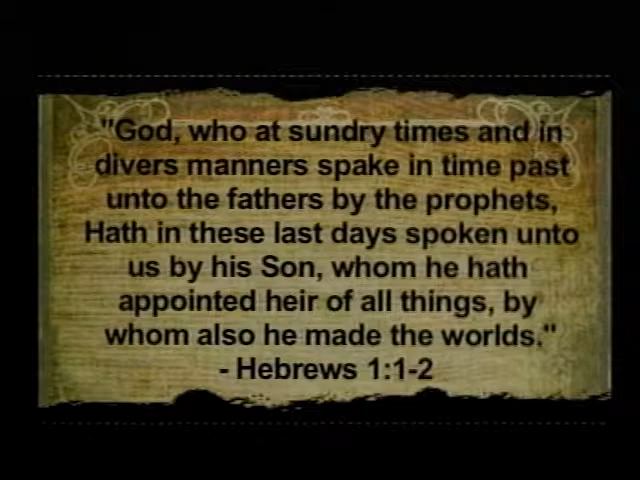 "God, who at sundry times and in
divers manners spake in time past
unto the fathers by the prophets,
Hath in these last days spoken unto
us by his Son, whom he hath
appointed heir of all things, by
whom also he made the worlds."
- Hebrews 1:1-2